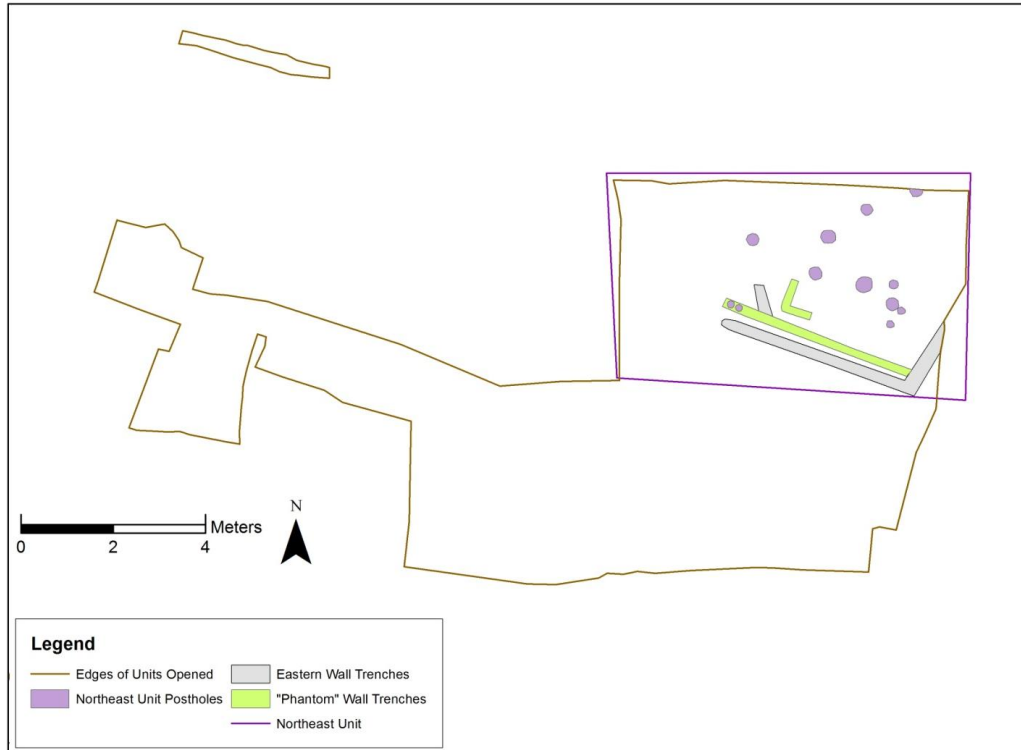 N
Meters
0 2 4
Legend
Edges of Units Opened
Eastern Wall Trenches
Northeast Unit Postholes
"Phantom" Wall Trenches
Northeast Unit